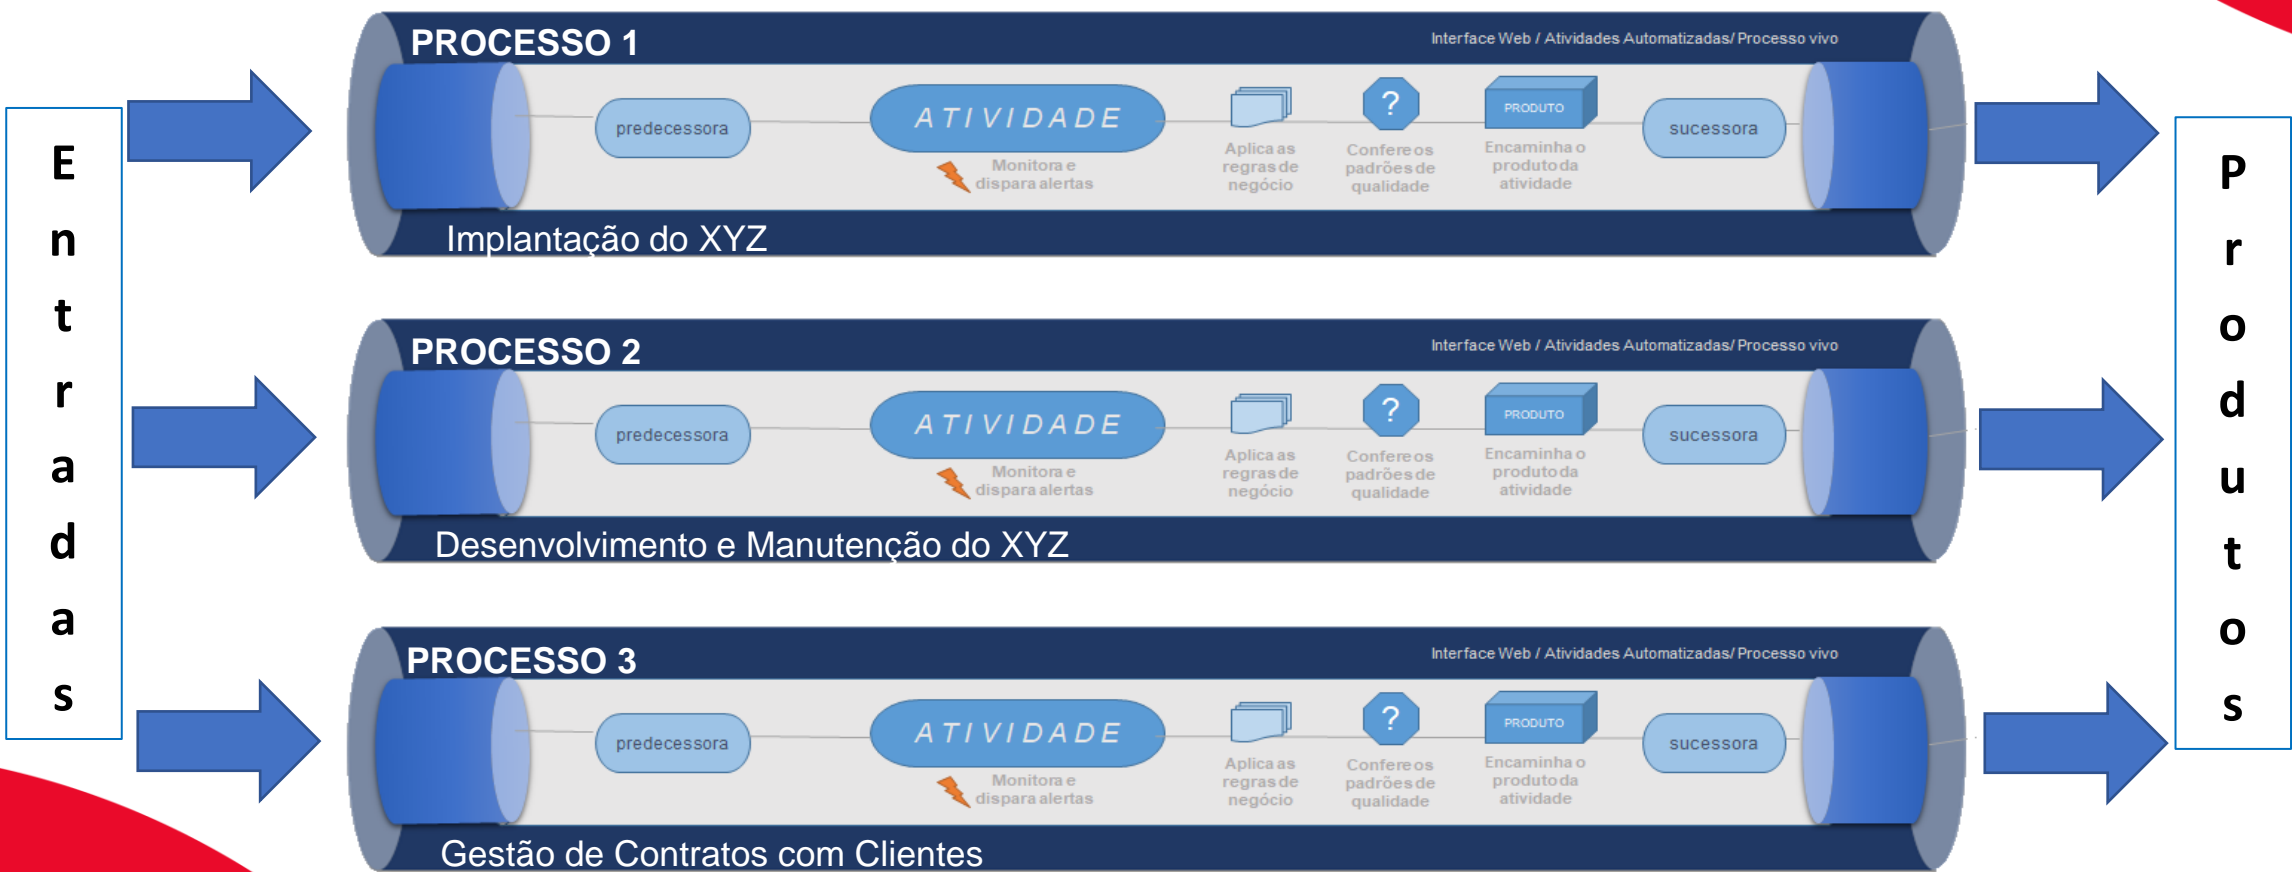 Entradas
PROCESSO 1
Interface Web / Atividades Automatizadas/ Processo vivo
predecessora
ATIVIDADE
Monitora e
dispara alertas
Aplica as
regras de
negócio
?
Confere os
padrões de
qualidade
PRODUTO
Encaminha o
produto da
atividade
sucessora
Implantação do XYZ
PROCESSO 2
Interface Web / Atividades Automatizadas/ Processo vivo
predecessora
ATIVIDADE
Monitora e
dispara alertas
Aplica as
regras de
negócio
?
Confere os
padrões de
qualidade
PRODUTO
Encaminha o
produto da
atividade
sucessora
Desenvolvimento e Manutenção do XYZ
PROCESSO 3
Interface Web / Atividades Automatizadas/ Processo vivo
predecessora
ATIVIDADE
Monitora e
dispara alertas
Aplica as
regras de
negócio
?
Confere os
padrões de
qualidade
PRODUTO
Encaminha o
produto da
atividade
sucessora
Gestão de Contratos com Clientes
Produtos